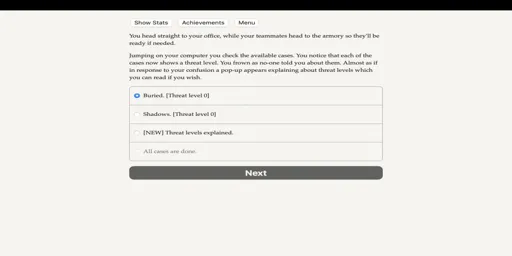 Show Stats Achievements Menu
You head straight to your office, while your teammates head to the armory so they'll be
ready if needed.
Jumping on your computer you check the available cases. You notice that each of the
cases now shows a threat level. You frown as no-one told you about them. Almost as if
in response to your confusion a pop-up appears explaining about threat levels which
you can read if you wish.
Buried. [Threat level 0]
Shadows. [Threat level 0]
[NEW] Threat levels explained.
All cases are done.
Next